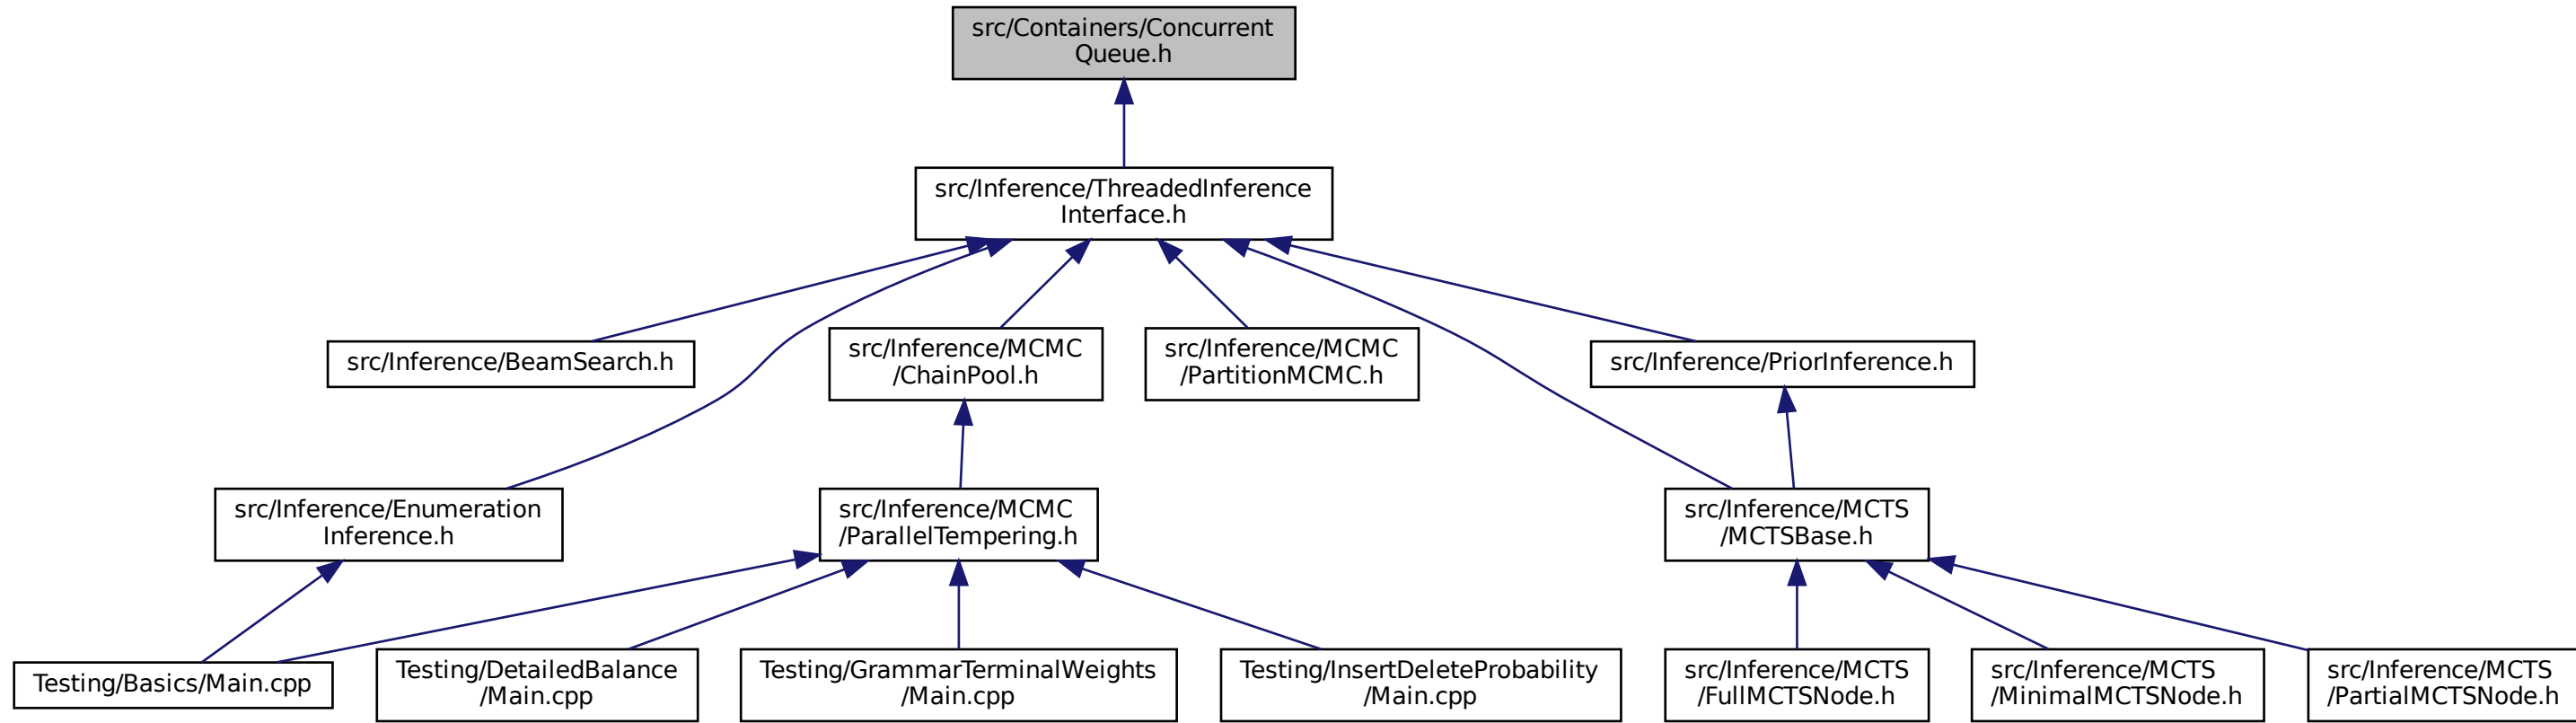 src/Containers/Concurrent
Queue.h
src/Inference/ThreadedInference
Interface.h
src/Inference/BeamSearch.h
src/Inference/MCMC
/ChainPool.h
src/Inference/MCMC
/PartitionMCMC.h
src/Inference/PriorInference.h
src/Inference/Enumeration
Inference.h
src/Inference/MCMC
/ParallelTempering.h
src/Inference/MCTS
/MCTSBase.h
Testing/Basics/Main.cpp
Testing/DetailedBalance
/Main.cpp
Testing/GrammarTerminalWeights
/Main.cpp
Testing/InsertDeleteProbability
/Main.cpp
src/Inference/MCTS
/FullMCTSNode.h
src/Inference/MCTS
/MinimalMCTSNode.h
src/Inference/MCTS
/PartialMCTSNode.h